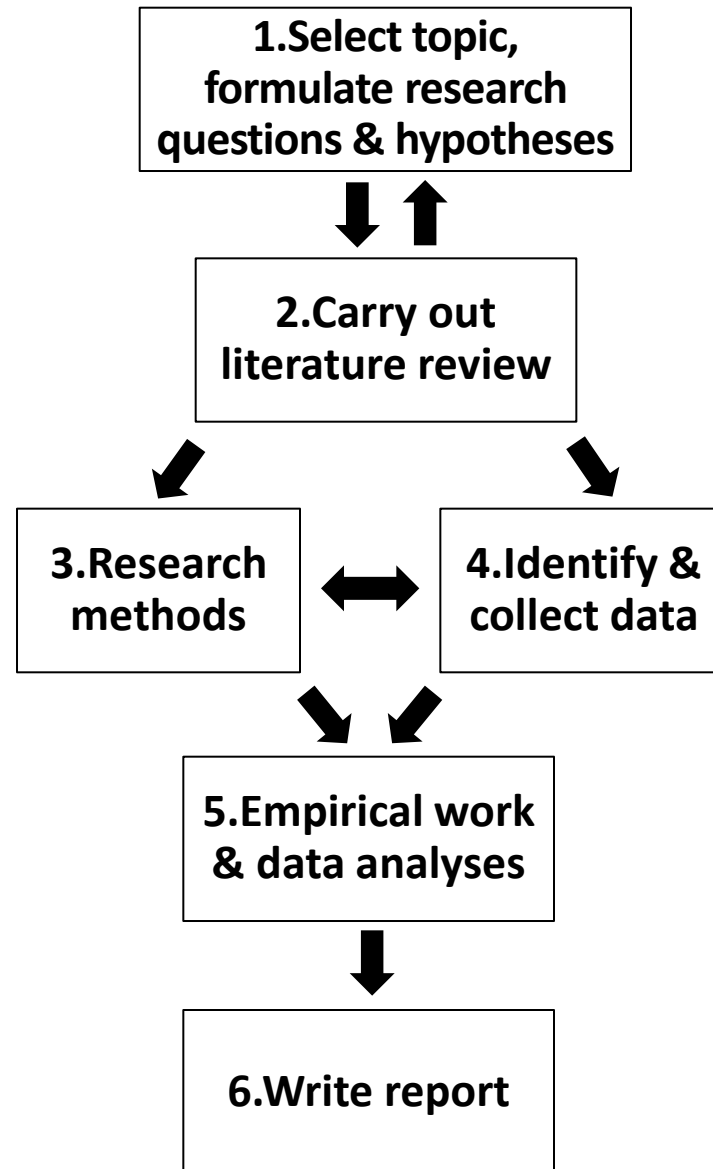 1.Select topic,
formulate research
questions & hypotheses
2.Carry out
literature review
3.Research
methods
4.Identify &
collect data
5.Empirical work
& data analyses
6.Write report